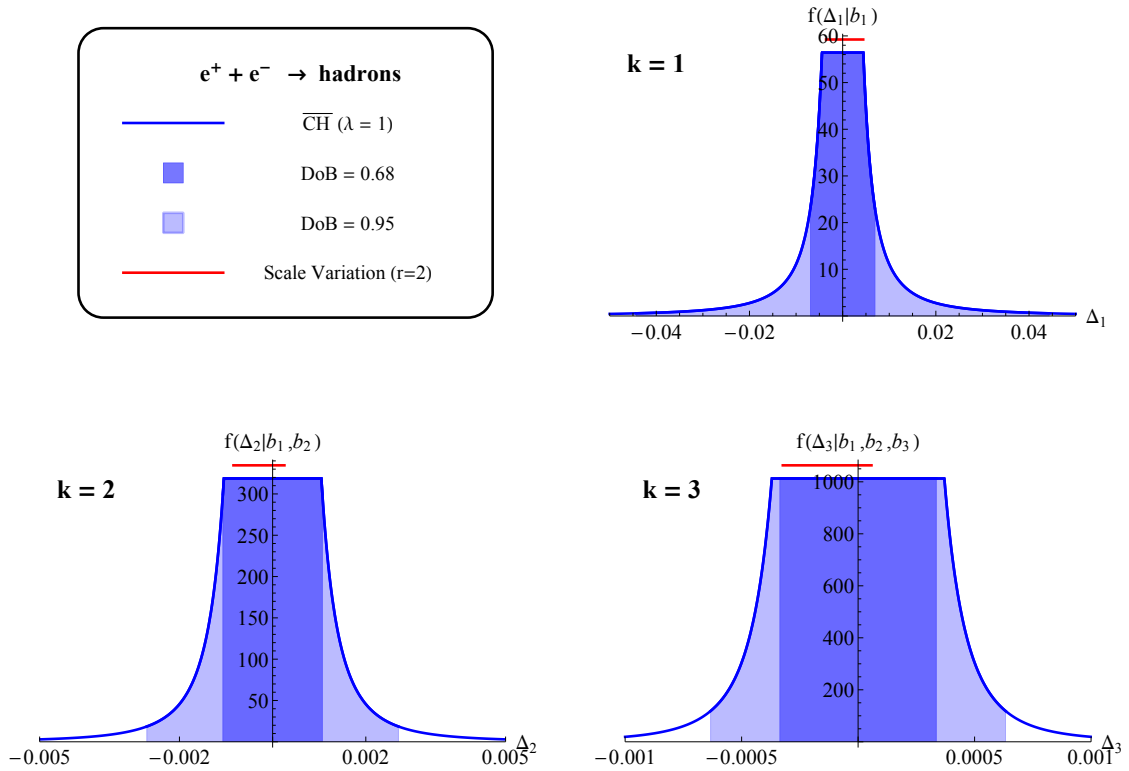 e⁺ + e⁻ → hadrons
C̅H̅ (λ = 1)
DoB = 0.68
DoB = 0.95
Scale Variation (r=2)
f(Δ₁|b₁)
k = 1
60
50
40
30
20
10
−0.04 −0.02 0.02 0.04 Δ₁
f(Δ₂|b₁,b₂)
k = 2
300
250
200
150
100
50
−0.005 −0.002 0.002 0.005 Δ₂
f(Δ₃|b₁,b₂,b₃)
k = 3
1000
800
600
400
200
−0.001 −0.0005 0.0005 0.001 Δ₃